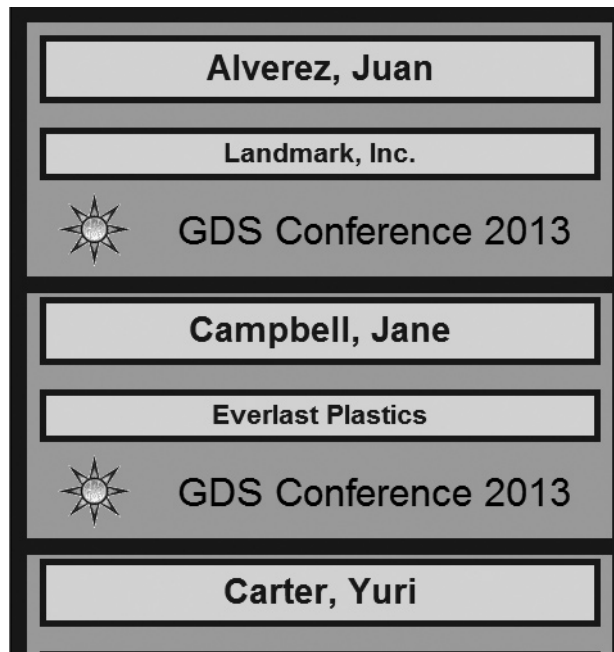 Alverez, Juan
Landmark, Inc.
GDS Conference 2013
Campbell, Jane
Everlast Plastics
GDS Conference 2013
Carter, Yuri